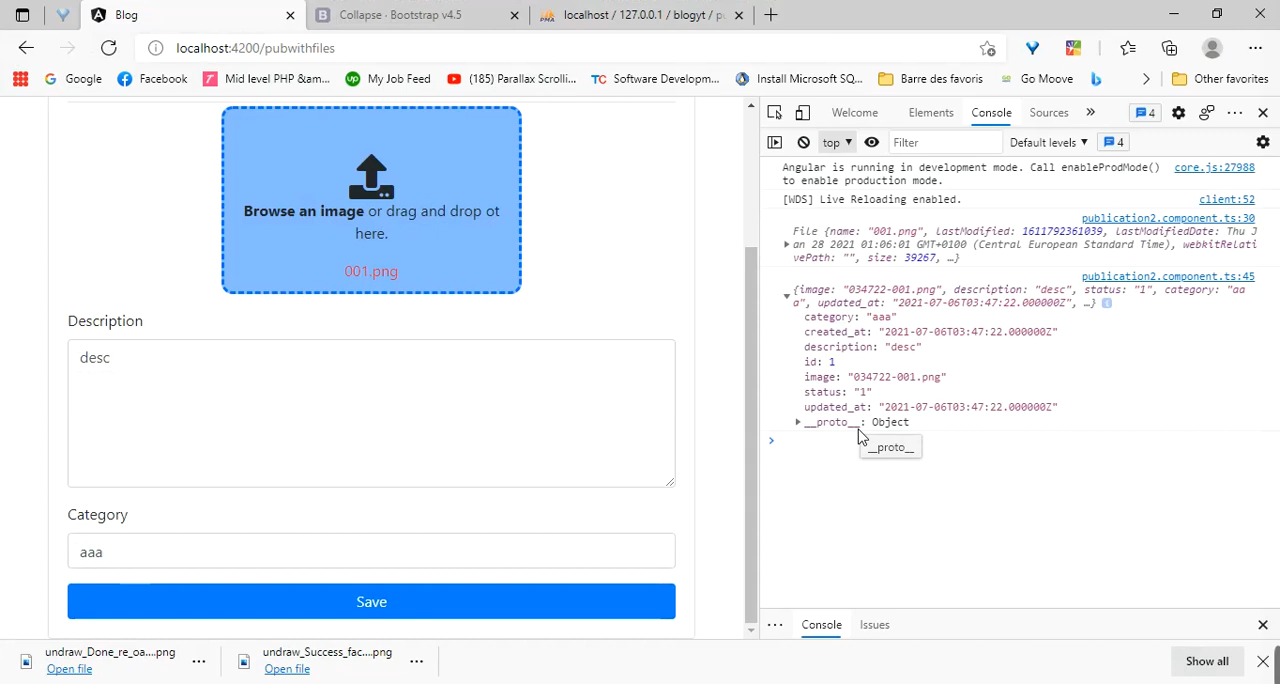 Blog
Collapse · Bootstrap v4.5
localhost / 127.0.0.1 / blogyt / pu
localhost:4200/pubwithfiles
Google
Facebook
Mid level PHP &am...
My Job Feed
(185) Parallax Scrolli...
Software Developm...
Install Microsoft SQ...
Barre des favoris
Go Moove
Other favorites
Browse an image or drag and drop ot
here.
001.png
Description
desc
Category
aaa
Save
Welcome
Elements
Console
Sources
4
top
Filter
Default levels
4
Angular is running in development mode. Call enableProdMode()
to enable production mode.
core.js:27988
[WDS] Live Reloading enabled.
client:52
publication2.component.ts:30
File {name: "001.png", lastModified: 1611792361039, lastModifiedDate: Thu J
an 28 2021 01:06:01 GMT+0100 (Central European Standard Time), webkitRelati
vePath: "", size: 39267, …}
publication2.component.ts:45
{image: "034722-001.png", description: "desc", status: "1", category: "aa
a", updated_at: "2021-07-06T03:47:22.000000Z", …}
category: "aaa"
created_at: "2021-07-06T03:47:22.000000Z"
description: "desc"
id: 1
image: "034722-001.png"
status: "1"
updated_at: "2021-07-06T03:47:22.000000Z"
__proto__: Object
__proto__
Console
Issues
undraw_Done_re_oa....png
Open file
undraw_Success_fac....png
Open file
Show all